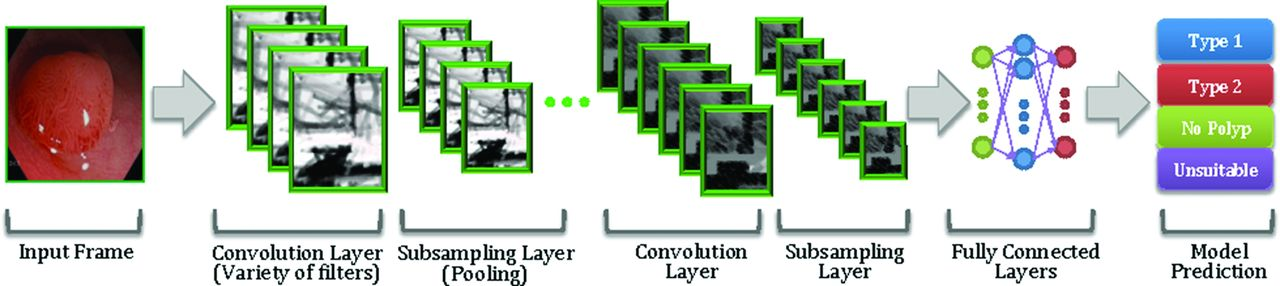 Type 1
Type 2
No Polyp
Unsuitable
Input Frame
Convolution Layer
(Variety of filters)
Subsampling Layer
(Pooling)
Convolution
Layer
Subsampling
Layer
Fully Connected
Layers
Model
Prediction